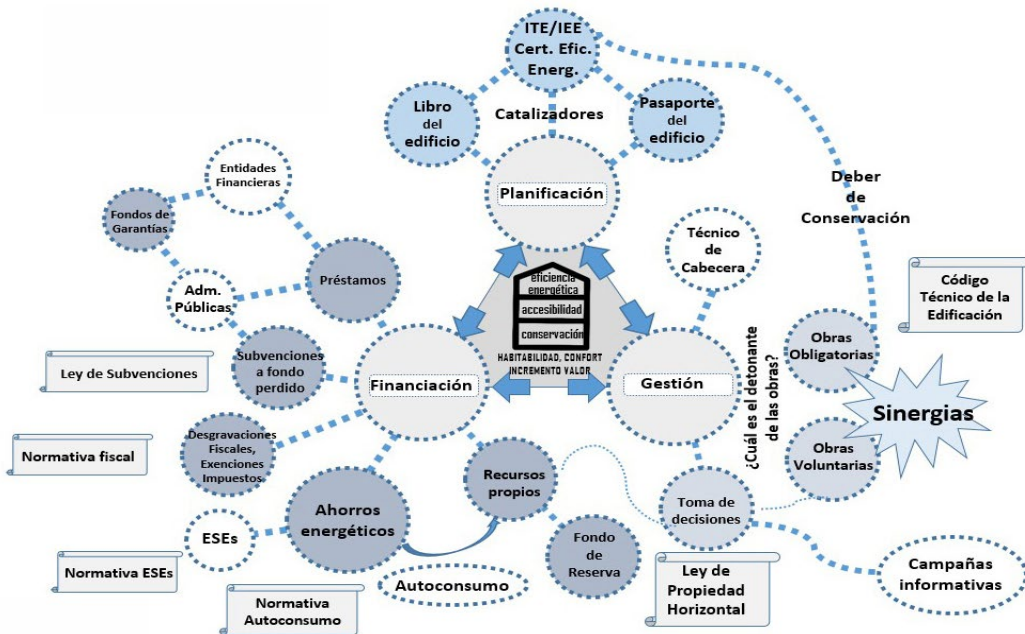 ITE/IEE
Cert. Efic.
Energ.
Libro
del
edificio
Catalizadores
Pasaporte
del
edificio
Planificación
Deber
de
Conservación
Entidades
Financieras
Fondos de
Garantías
Adm.
Públicas
Préstamos
Técnico
de
Cabecera
eficiencia
energética
accesibilidad
conservación
HABITABILIDAD, CONFORT
INCREMENTO VALOR
Código
Técnico de la
Edificación
Ley de Subvenciones
Subvenciones
a fondo
perdido
Financiación
Gestión
¿Cuál es el detonante
de las obras?
Obras
Obligatorias
Sinergias
Obras
Voluntarias
Normativa fiscal
Desgravaciones
Fiscales,
Exenciones
Impuestos
Recursos
propios
Toma de
decisiones
Ahorros
energéticos
ESEs
Fondo
de
Reserva
Normativa ESEs
Autoconsumo
Normativa
Autoconsumo
Ley de
Propiedad
Horizontal
Campañas
informativas